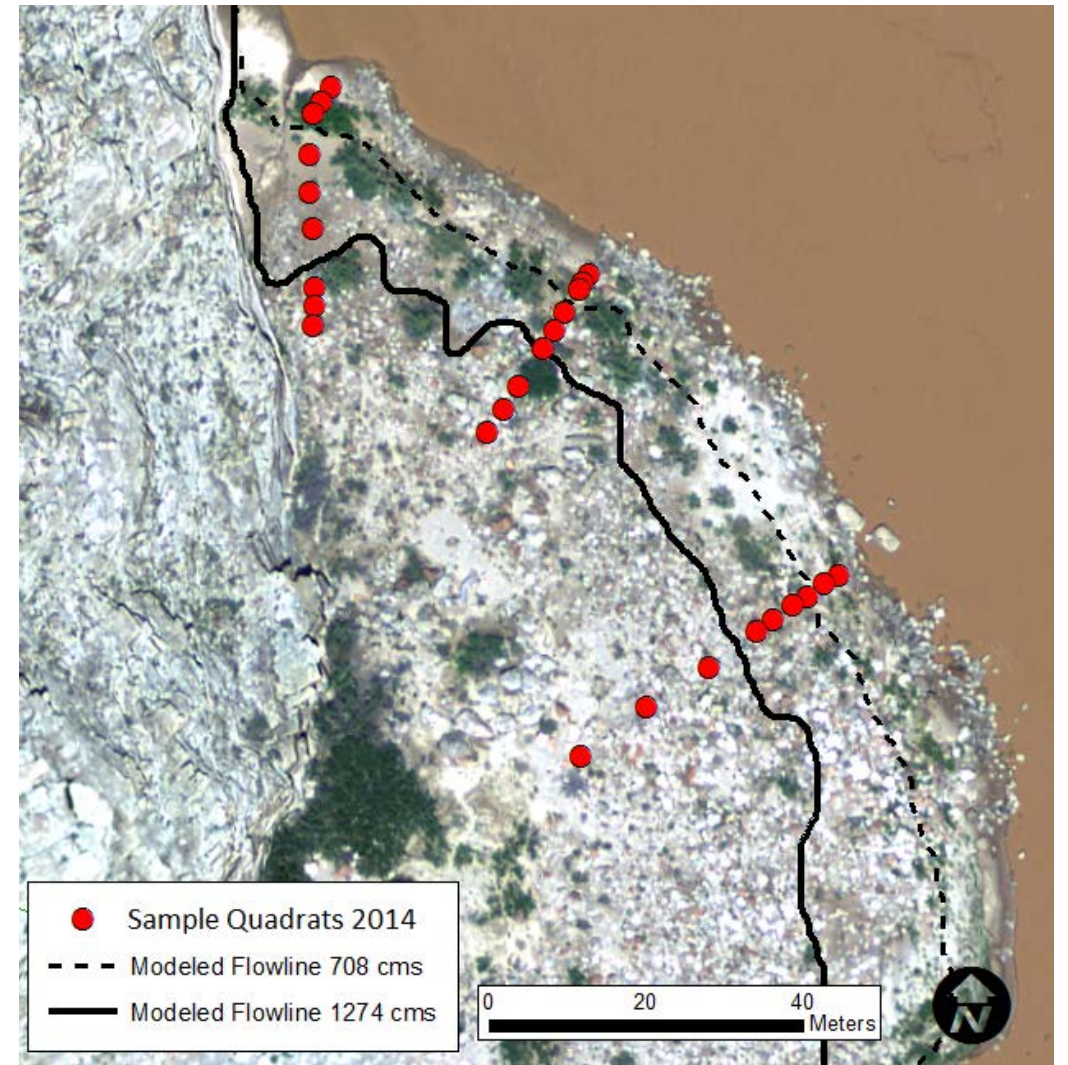 Sample Quadrats 2014
Modeled Flowline 708 cms
Modeled Flowline 1274 cms
0 20 40
Meters
N